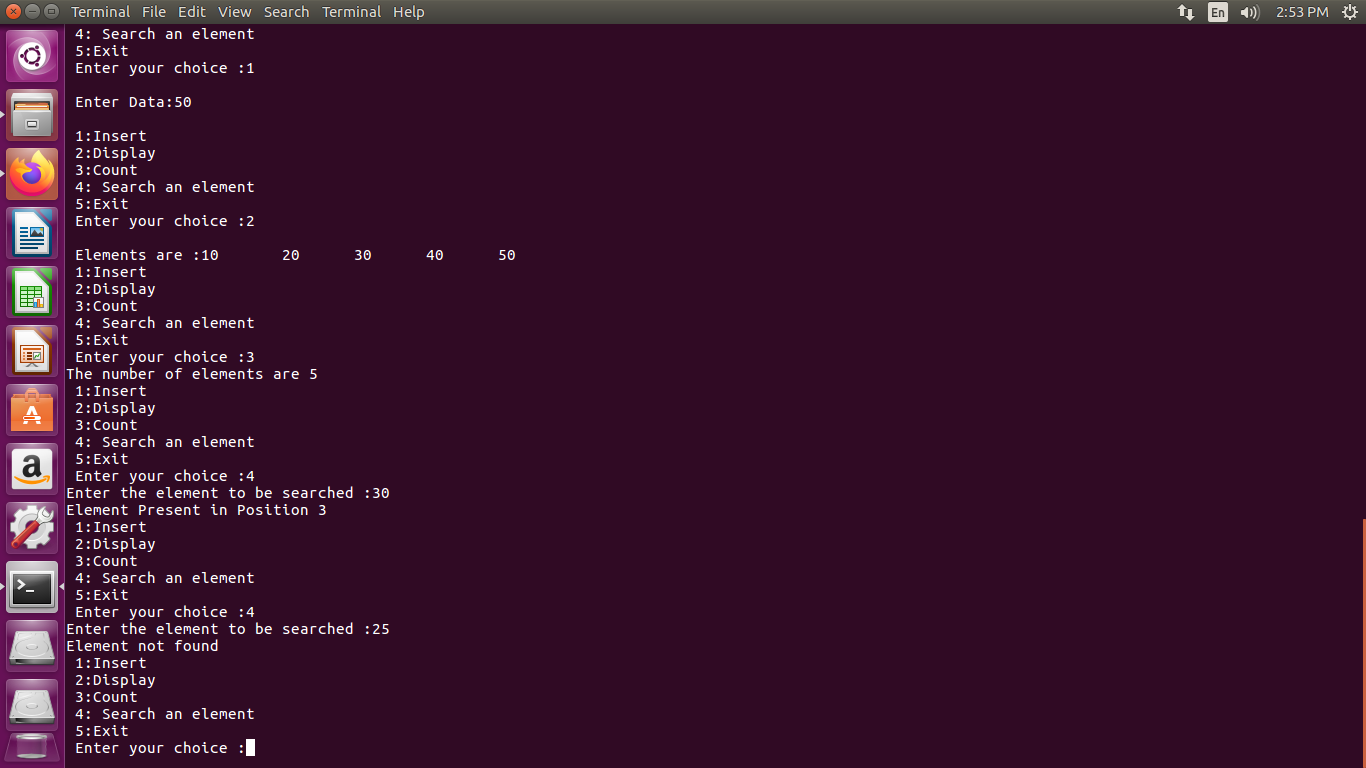 Terminal File Edit View Search Terminal Help En 2:53 PM
4: Search an element
5:Exit
Enter your choice :1
Enter Data:50
1:Insert
2:Display
3:Count
4: Search an element
5:Exit
Enter your choice :2
Elements are :10 20 30 40 50
1:Insert
2:Display
3:Count
4: Search an element
5:Exit
Enter your choice :3
The number of elements are 5
1:Insert
2:Display
3:Count
4: Search an element
5:Exit
Enter your choice :4
Enter the element to be searched :30
Element Present in Position 3
1:Insert
2:Display
3:Count
4: Search an element
5:Exit
Enter your choice :4
Enter the element to be searched :25
Element not found
1:Insert
2:Display
3:Count
4: Search an element
5:Exit
Enter your choice :